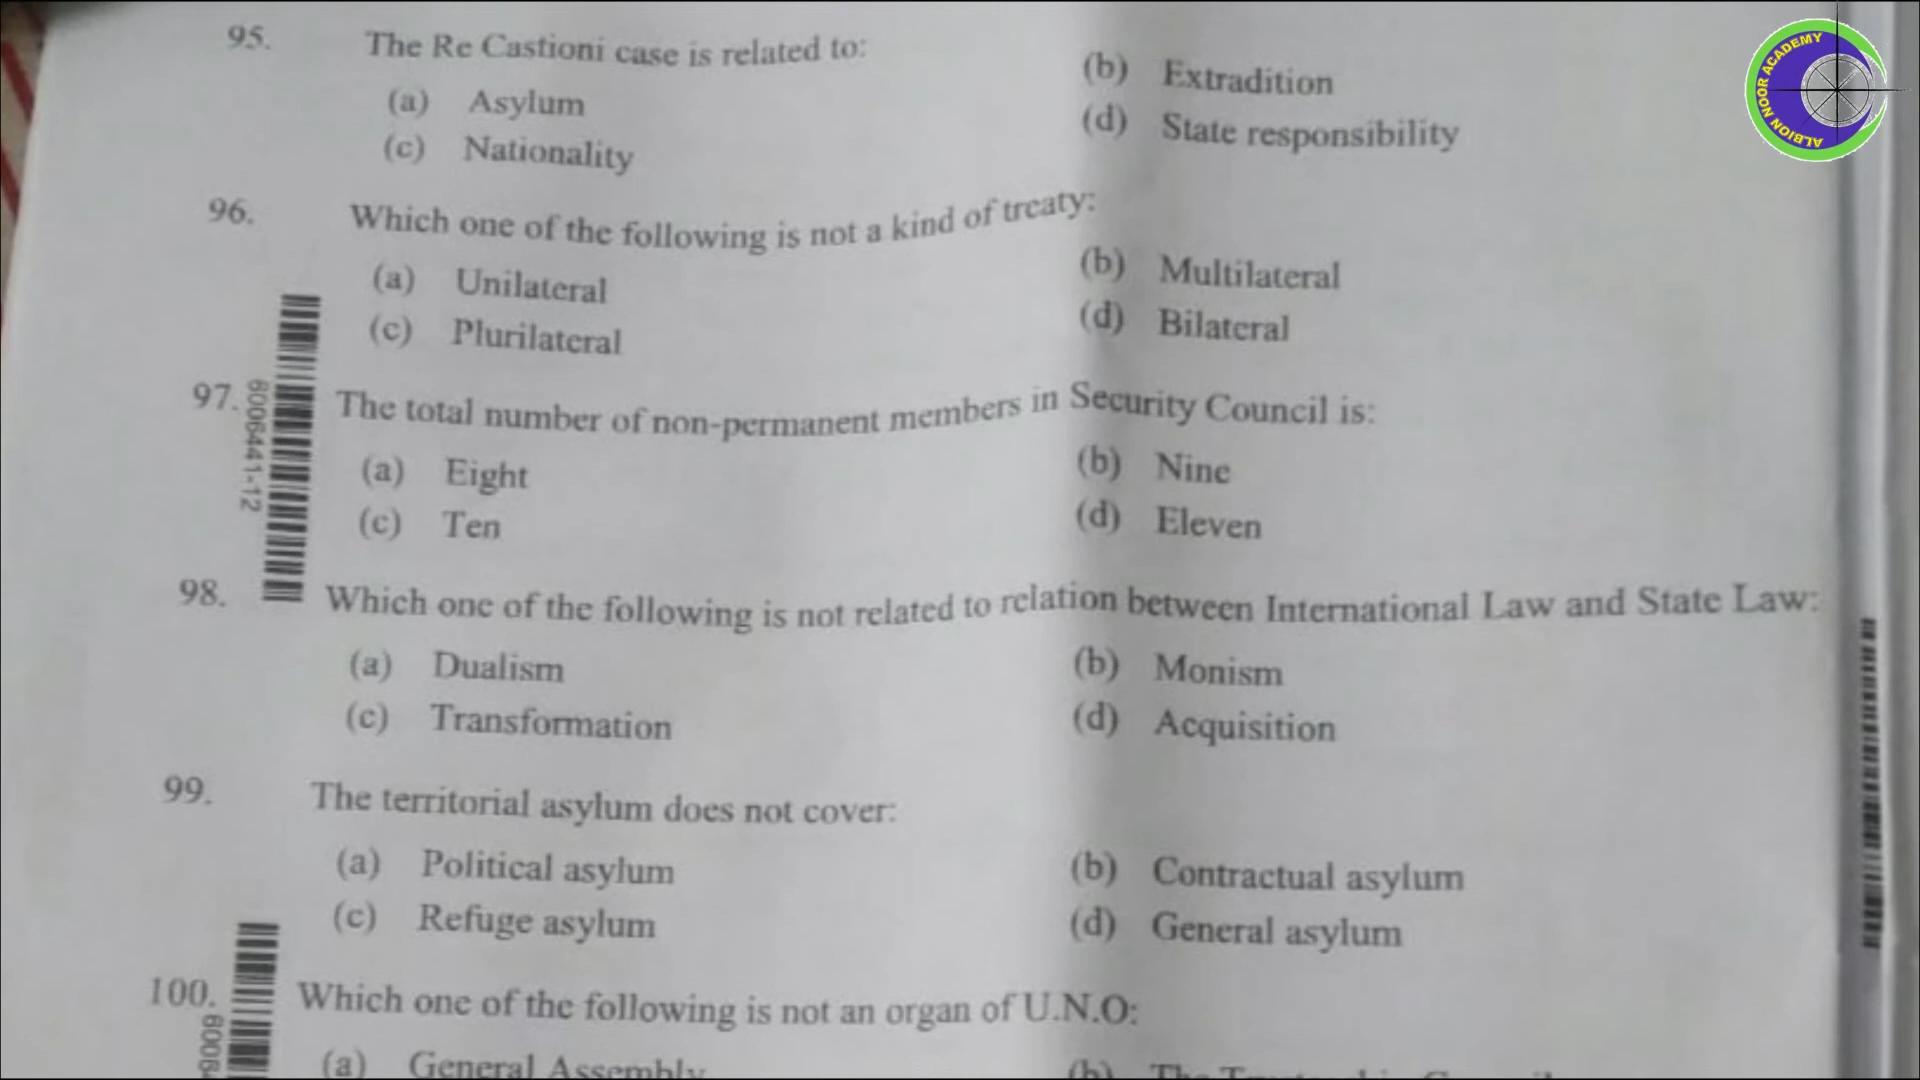 95. The Re Castioni case is related to:
(a) Asylum (b) Extradition
(c) Nationality (d) State responsibility
96. Which one of the following is not a kind of treaty:
(a) Unilateral (b) Multilateral
(c) Plurilateral (d) Bilateral
97. The total number of non-permanent members in Security Council is:
(a) Eight (b) Nine
(c) Ten (d) Eleven
6006441-12
98. Which one of the following is not related to relation between International Law and State Law:
(a) Dualism (b) Monism
(c) Transformation (d) Acquisition
99. The territorial asylum does not cover:
(a) Political asylum (b) Contractual asylum
(c) Refuge asylum (d) General asylum
100. Which one of the following is not an organ of U.N.O:
(a) General Assembly (b) The
ALBION NOOR ACADEMY